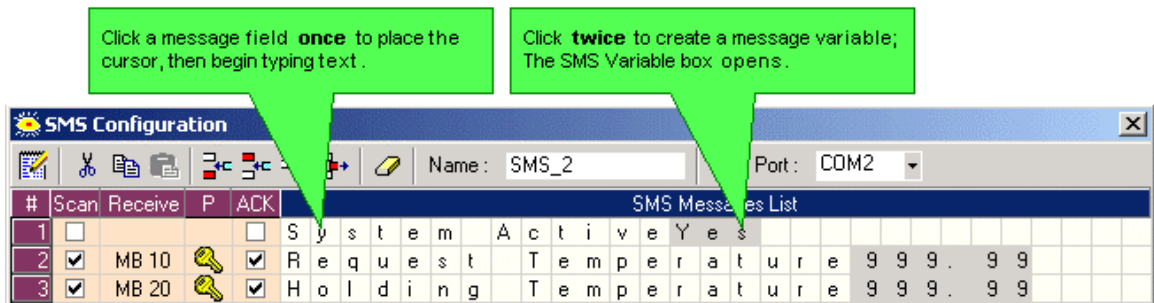 Click a message field once to place the cursor, then begin typing text.
Click twice to create a message variable; The SMS Variable box opens.
SMS Configuration
Name: SMS_2 Port: COM2
# Scan Receive P ACK SMS Messages List
1 System ActiveYes
2 MB 10 Request Temperature 999. 99
3 MB 20 Holding Temperature 999. 99